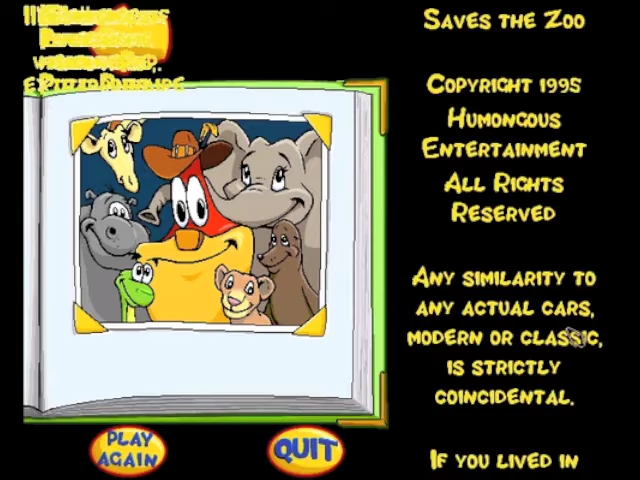 Saves the Zoo
Copyright 1995
Humongous
Entertainment
All Rights
Reserved
Any similarity to
any actual cars,
modern or classic,
is strictly
coincidental.
If you lived in
PLAY
AGAIN
QUIT